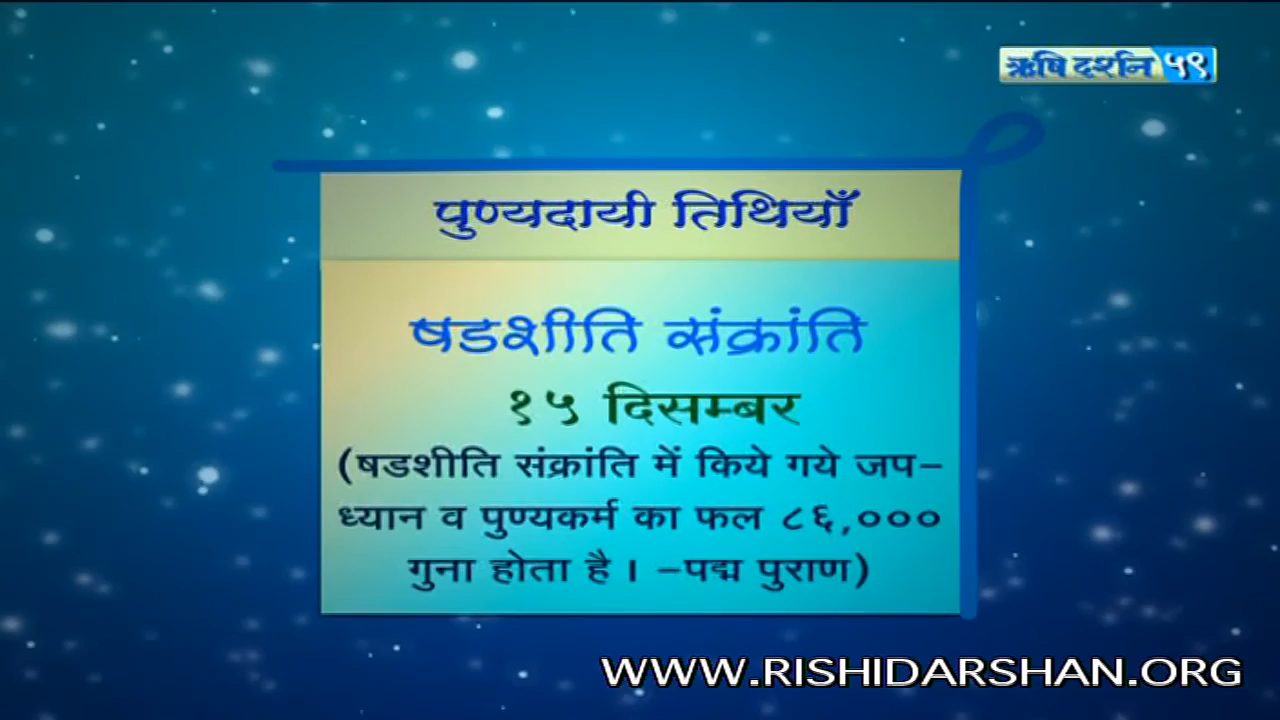 ऋषि दर्शन ५९
पुण्यदायी तिथियाँ
षडशीति संक्रांति
१५ दिसम्बर
(षडशीति संक्रांति में किये गये जप-
ध्यान व पुण्यकर्म का फल ८६,०००
गुना होता है । -पद्म पुराण)
WWW.RISHIDARSHAN.ORG